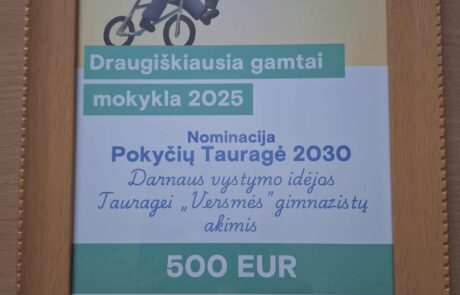 Draugiškiausia gamtai
mokykla 2025
Nominacija
Pokyčių Tauragė 2030
Darnaus vystymo idėjos
Tauragei „Versmės” gimnazistų
akimis
500 EUR